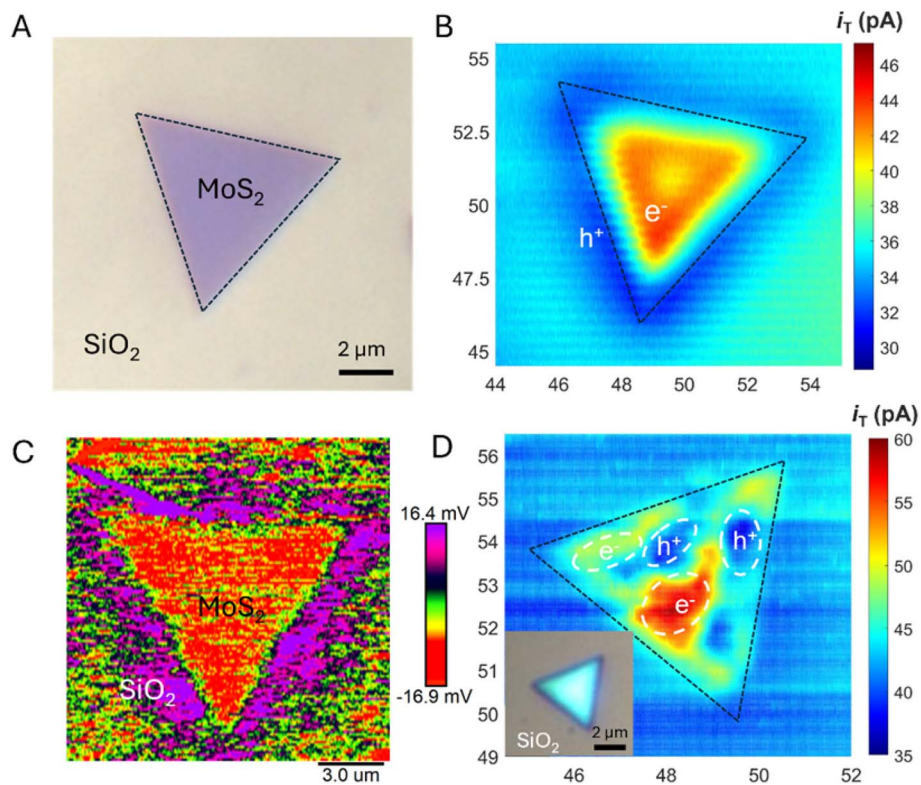 A
MoS₂
SiO₂
2 µm
B
i_T (pA)
55
52.5
50
47.5
45
44 46 48 50 52 54
e⁻
h⁺
46
44
42
40
38
36
34
32
30
C
MoS₂
SiO₂
16.4 mV
-16.9 mV
3.0 um
D
i_T (pA)
56
55
54
53
52
51
50
49
46 48 50 52
e⁻
h⁺
h⁺
e⁻
SiO₂
2 µm
60
55
50
45
40
35